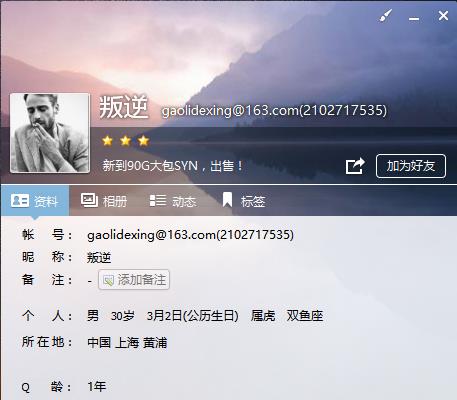 叛逆 gaolidexing@163.com(2102717535)
新到90G大包SYN，出售！
加为好友
资料 相册 动态 标签
帐 号： gaolidexing@163.com(2102717535)
昵 称： 叛逆
备 注： - 添加备注
个 人： 男 30岁 3月2日(公历生日) 属虎 双鱼座
所在地： 中国 上海 黄浦
Q 龄： 1年